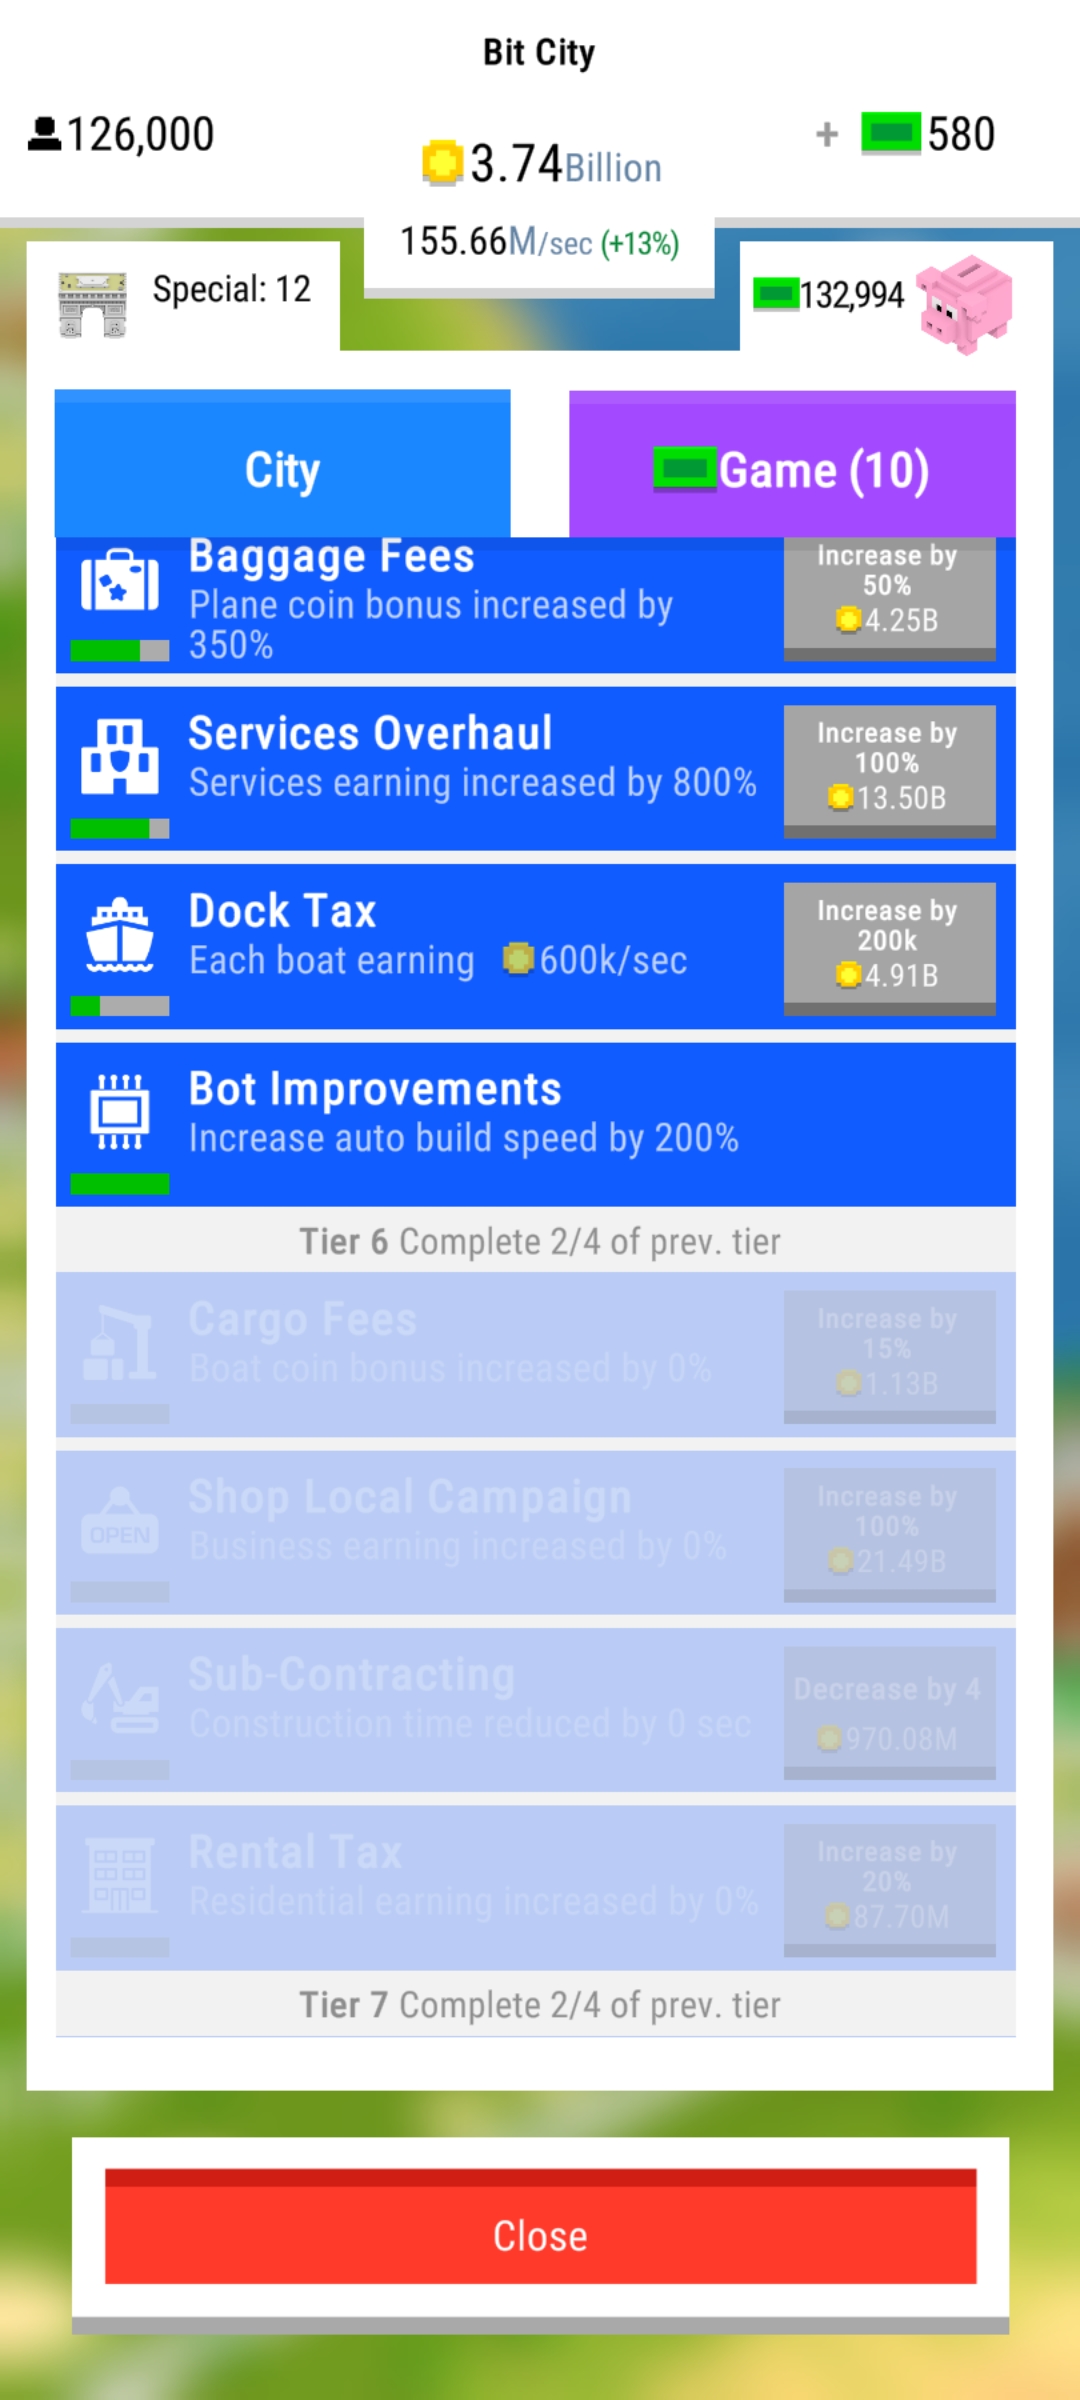 Bit City
126,000
3.74Billion
+ 580
155.66M/sec (+13%)
Special: 12
132,994
City
Game (10)
Baggage Fees
Plane coin bonus increased by
350%
Increase by
50%
4.25B
Services Overhaul
Services earning increased by 800%
Increase by
100%
13.50B
Dock Tax
Each boat earning 600k/sec
Increase by
200k
4.91B
Bot Improvements
Increase auto build speed by 200%
Tier 6 Complete 2/4 of prev. tier
Cargo Fees
Boat coin bonus increased by 0%
Increase by
15%
1.13B
Shop Local Campaign
Business earning increased by 0%
OPEN
Increase by
100%
21.49B
Sub-Contracting
Construction time reduced by 0 sec
Decrease by 4
970.08M
Rental Tax
Residential earning increased by 0%
Increase by
20%
87.70M
Tier 7 Complete 2/4 of prev. tier
Close